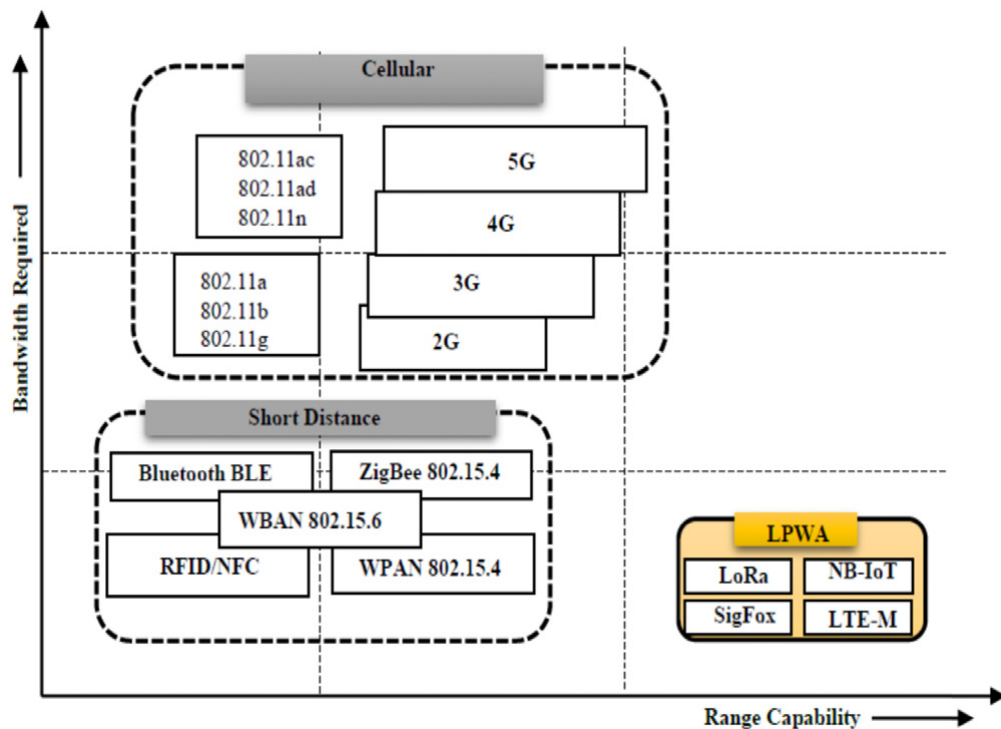 Cellular
802.11ac
802.11ad
802.11n
5G
4G
802.11a
802.11b
802.11g
3G
2G
Bandwidth Required
Short Distance
Bluetooth BLE
ZigBee 802.15.4
WBAN 802.15.6
RFID/NFC
WPAN 802.15.4
LPWA
LoRa
NB-IoT
SigFox
LTE-M
Range Capability